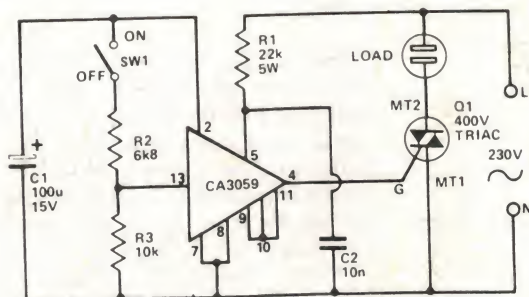 ON
SW1
OFF
R1
22k
5W
LOAD
L
MT2
Q1
400V
TRIAC
R2
6k8
2
5
4
13
CA3059
11
G
MT1
230V
C1
100u
15V
+
R3
10k
9
8
10
7
C2
10n
N